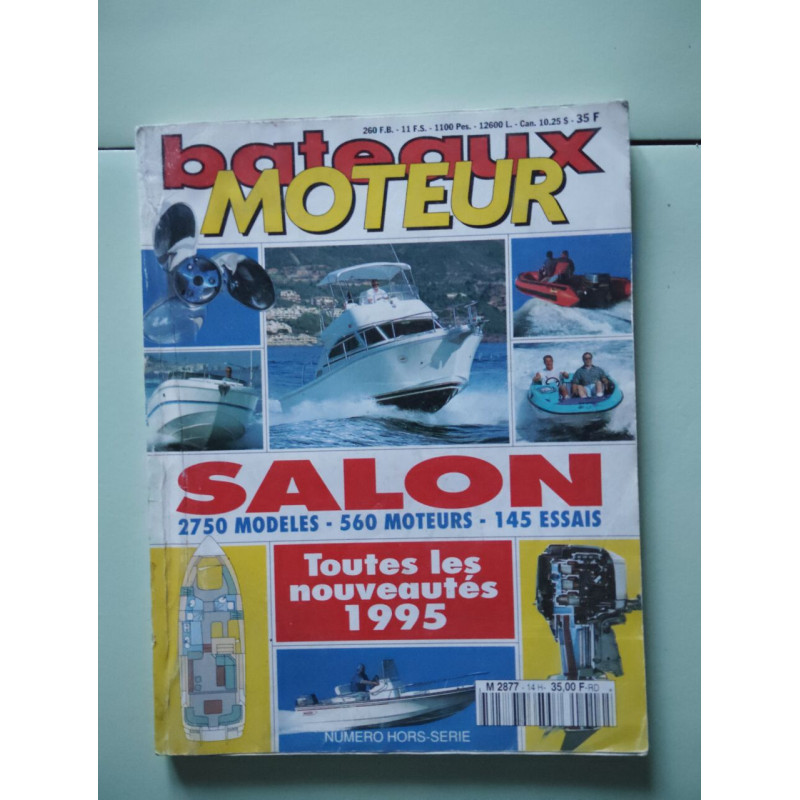 260 F.B. - 11 F.S. - 1100 Pes. - 12600 L. - Can. 10.25 $ - 35 F
bateaux
MOTEUR
SALON
2750 MODELES - 560 MOTEURS - 145 ESSAIS
Toutes les
nouveautés
1995
M 2877 - 14 H - 35,00 F - RD
NUMERO HORS-SERIE